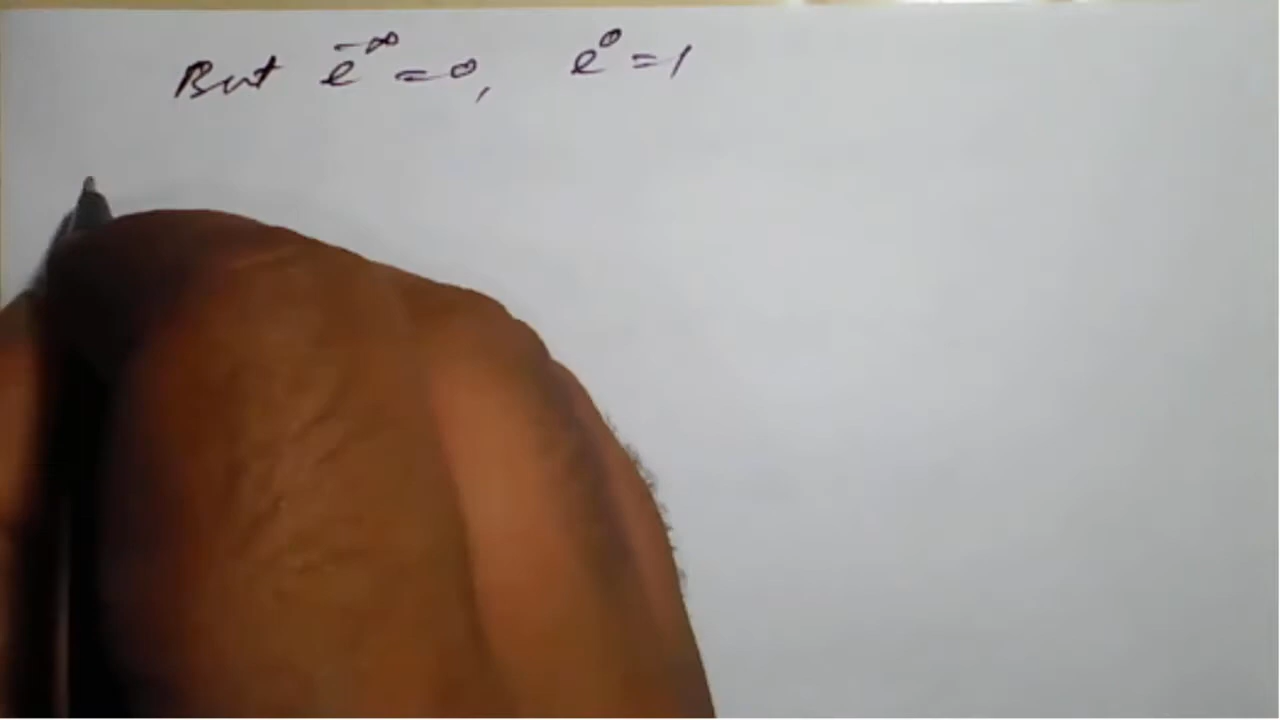 But e^{-∞} = 0, e^0 = 1